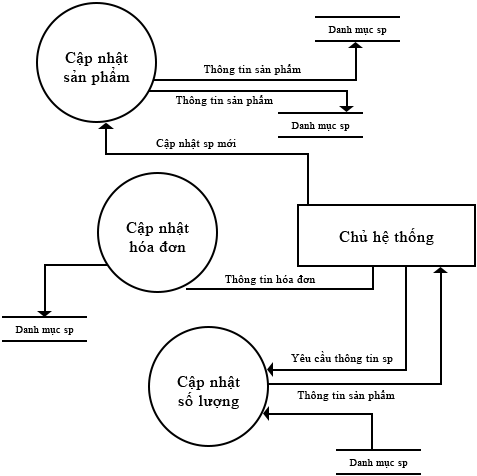 Danh mục sp
Cập nhật
sản phẩm
Thông tin sản phẩm
Thông tin sản phẩm
Danh mục sp
Cập nhật sp mới
Cập nhật
hóa đơn
Chủ hệ thống
Thông tin hóa đơn
Danh mục sp
Yêu cầu thông tin sp
Cập nhật
số lượng
Thông tin sản phẩm
Danh mục sp